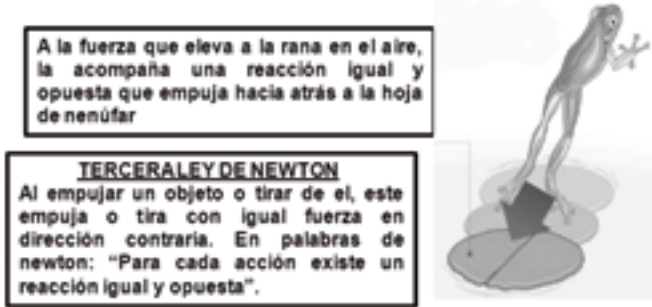 A la fuerza que eleva a la rana en el aire,
la acompaña una reacción igual y
opuesta que empuja hacia atrás a la hoja
de nenúfar
TERCERA LEY DE NEWTON
Al empujar un objeto o tirar de el, este
empuja o tira con igual fuerza en
dirección contraria. En palabras de
newton: “Para cada acción existe un
reacción igual y opuesta”.